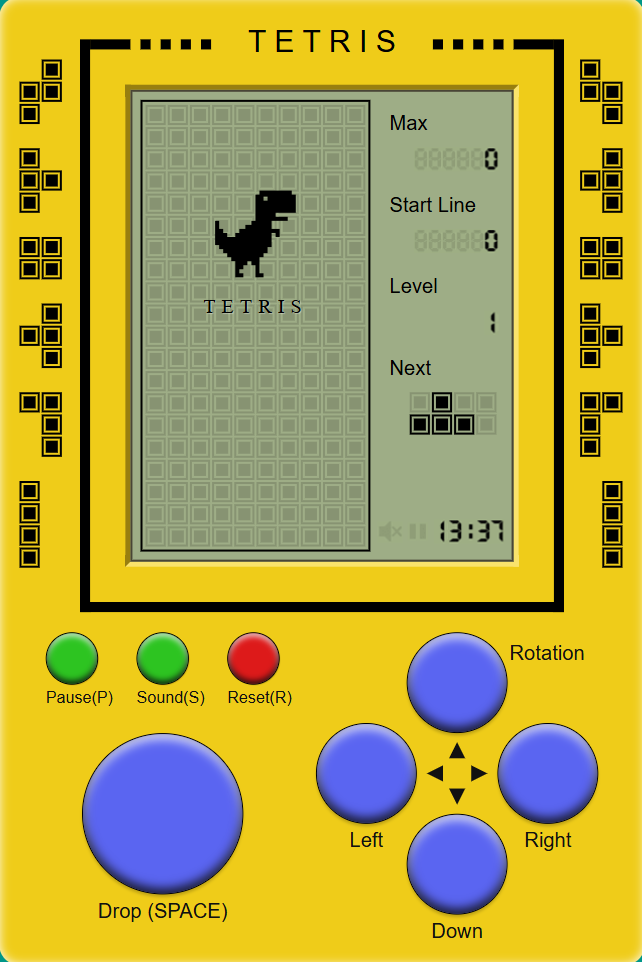 TETRIS
Max
0
Start Line
0
Level
1
TETRIS
Next
13:37
Pause(P)
Sound(S)
Reset(R)
Rotation
Left
Right
Drop (SPACE)
Down